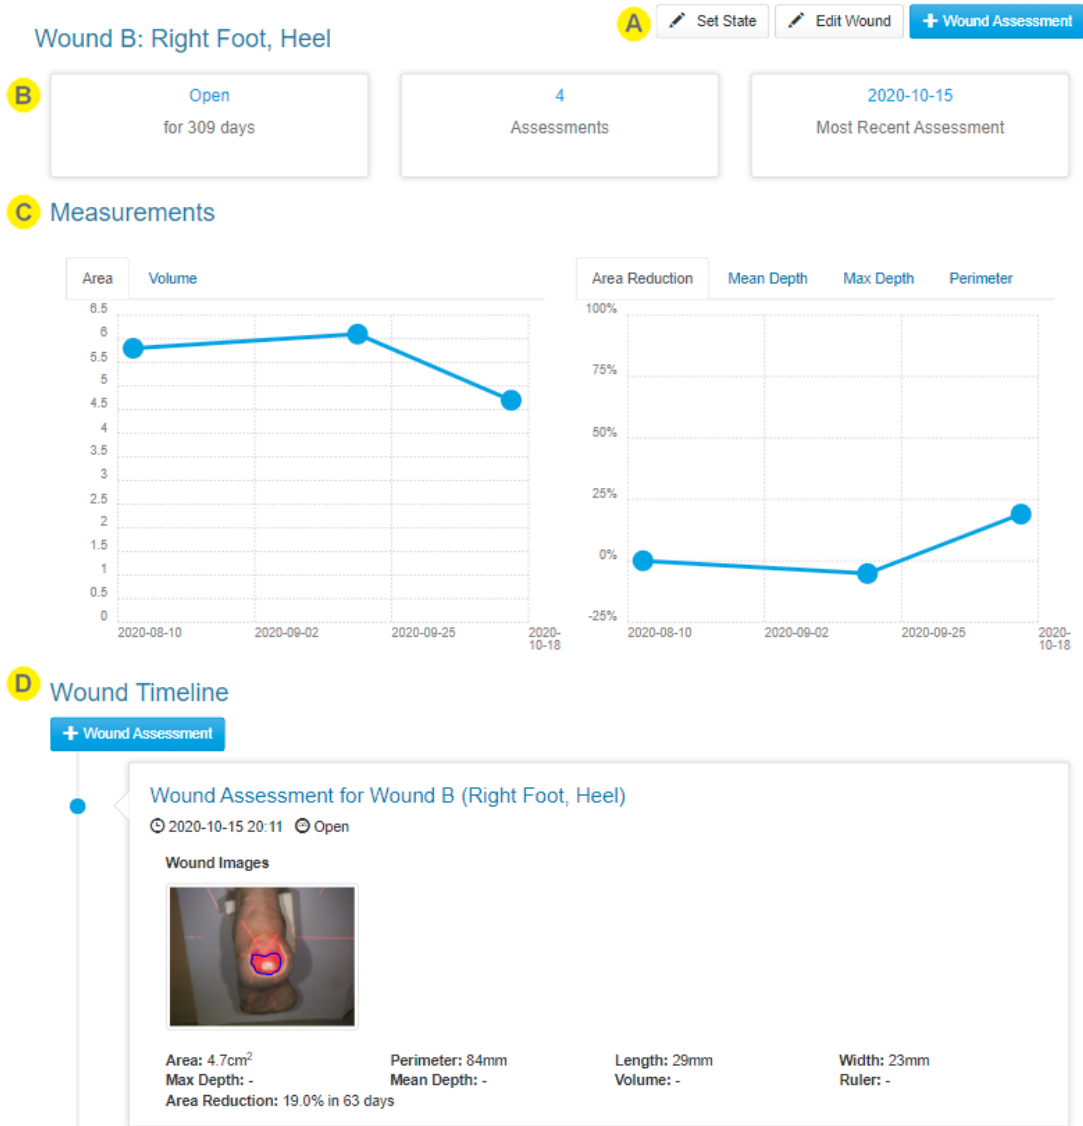 A Set State Edit Wound + Wound Assessment
Wound B: Right Foot, Heel
B
Open
for 309 days
4
Assessments
2020-10-15
Most Recent Assessment
C Measurements
Area Volume
6.5
6
5.5
5
4.5
4
3.5
3
2.5
2
1.5
1
0.5
0
2020-08-10 2020-09-02 2020-09-25 2020-
10-18
Area Reduction Mean Depth Max Depth Perimeter
100%
75%
50%
25%
0%
-25%
2020-08-10 2020-09-02 2020-09-25 2020-
10-18
D Wound Timeline
+ Wound Assessment
Wound Assessment for Wound B (Right Foot, Heel)
2020-10-15 20:11 Open
Wound Images
Area: 4.7cm² Perimeter: 84mm Length: 29mm Width: 23mm
Max Depth: - Mean Depth: - Volume: - Ruler: -
Area Reduction: 19.0% in 63 days